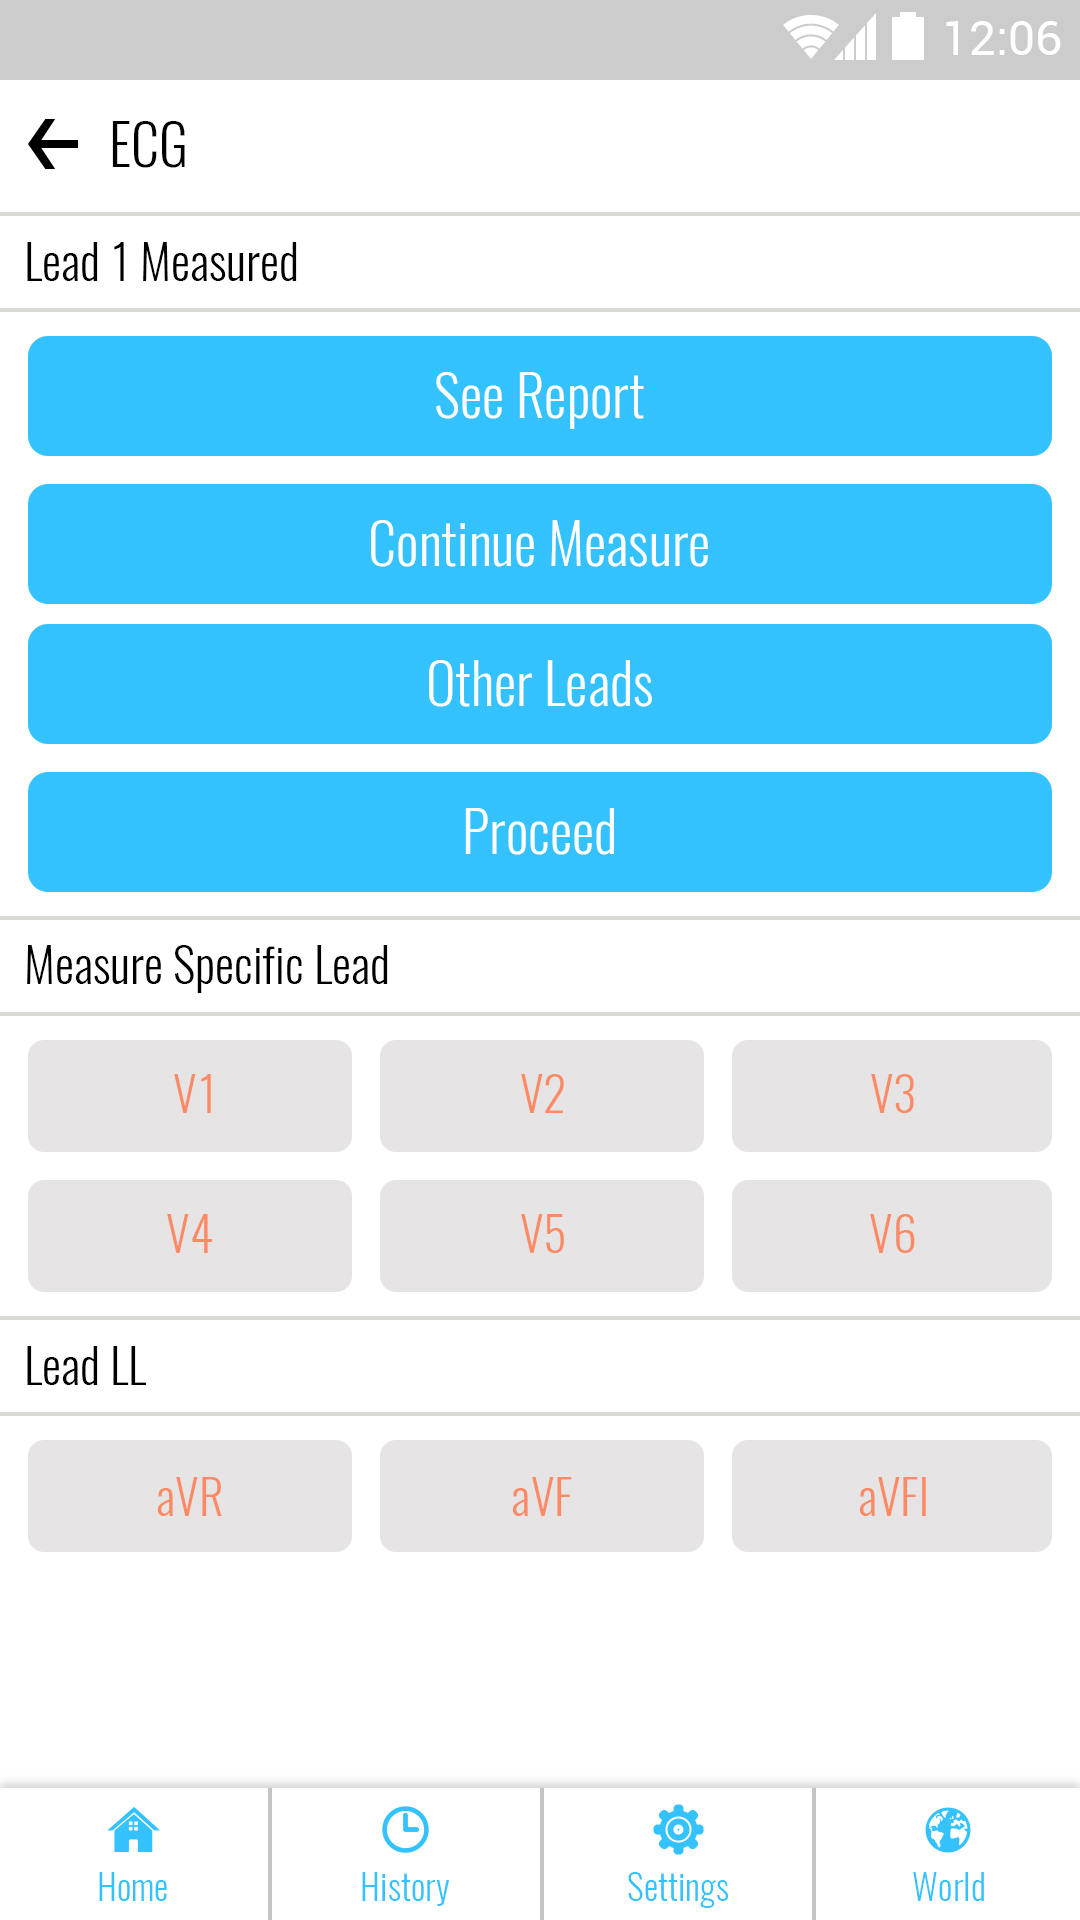 12:06
ECG
Lead 1 Measured
See Report
Continue Measure
Other Leads
Proceed
Measure Specific Lead
V1 V2 V3
V4 V5 V6
Lead LL
aVR aVF aVFl
Home History Settings World